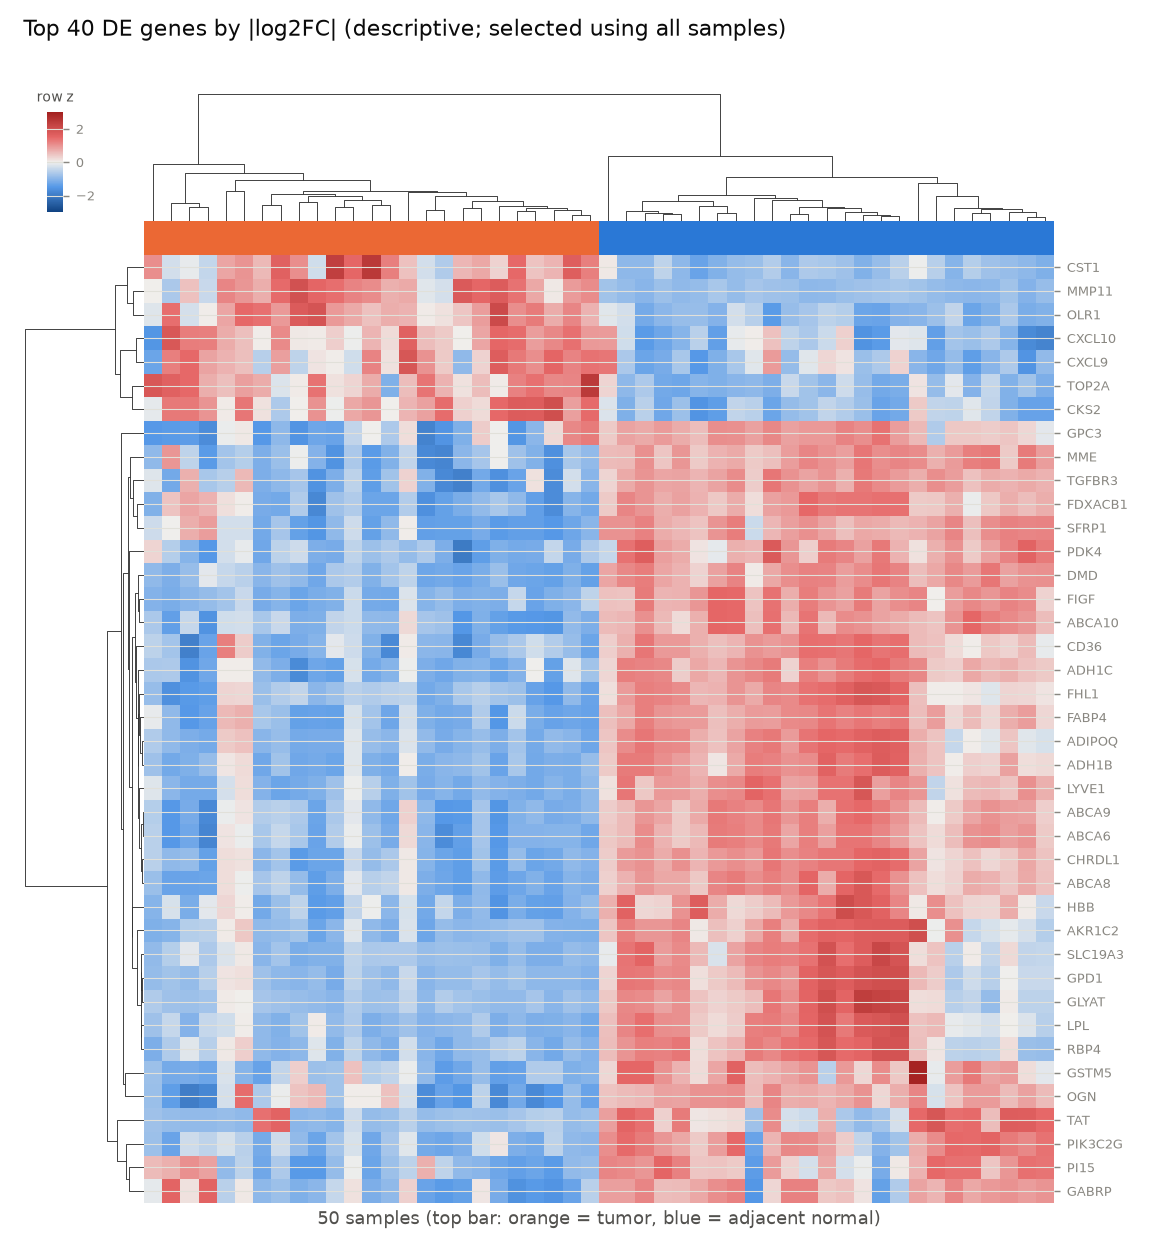 Top 40 DE genes by |log2FC| (descriptive; selected using all samples)
row z
2
0
−2
CST1
MMP11
OLR1
CXCL10
CXCL9
TOP2A
CKS2
GPC3
MME
TGFBR3
FDXACB1
SFRP1
PDK4
DMD
FIGF
ABCA10
CD36
ADH1C
FHL1
FABP4
ADIPOQ
ADH1B
LYVE1
ABCA9
ABCA6
CHRDL1
ABCA8
HBB
AKR1C2
SLC19A3
GPD1
GLYAT
LPL
RBP4
GSTM5
OGN
TAT
PIK3C2G
PI15
GABRP
50 samples (top bar: orange = tumor, blue = adjacent normal)